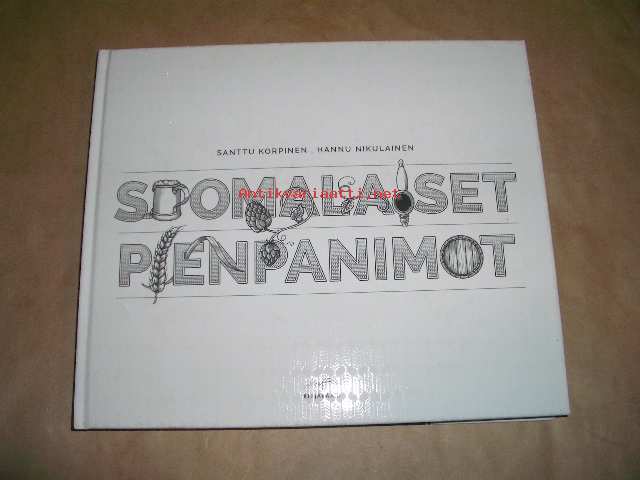 SANTTU KORPINEN , HANNU NIKULAINEN
SUOMALAISET
Antikvariaatti.net
PIENPANIMOT